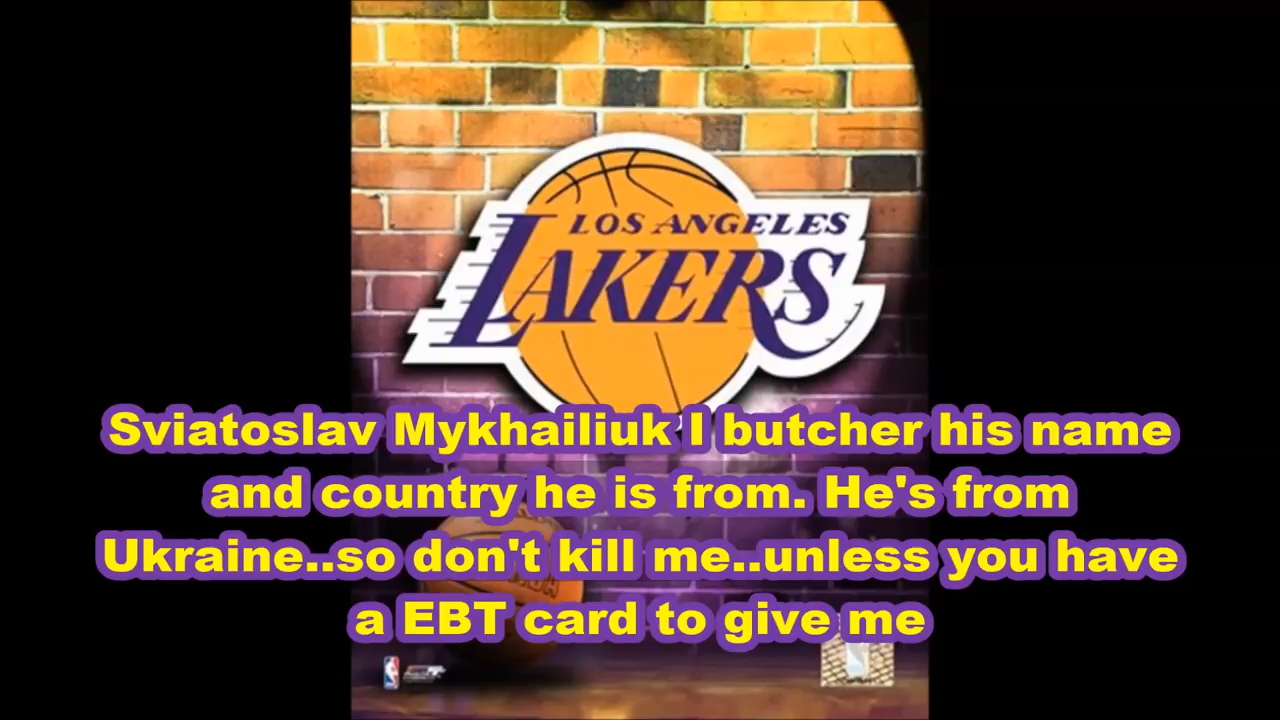 LOS ANGELES
LAKERS
Sviatoslav Mykhailiuk I butcher his name
and country he is from. He's from
Ukraine..so don't kill me..unless you have
a EBT card to give me